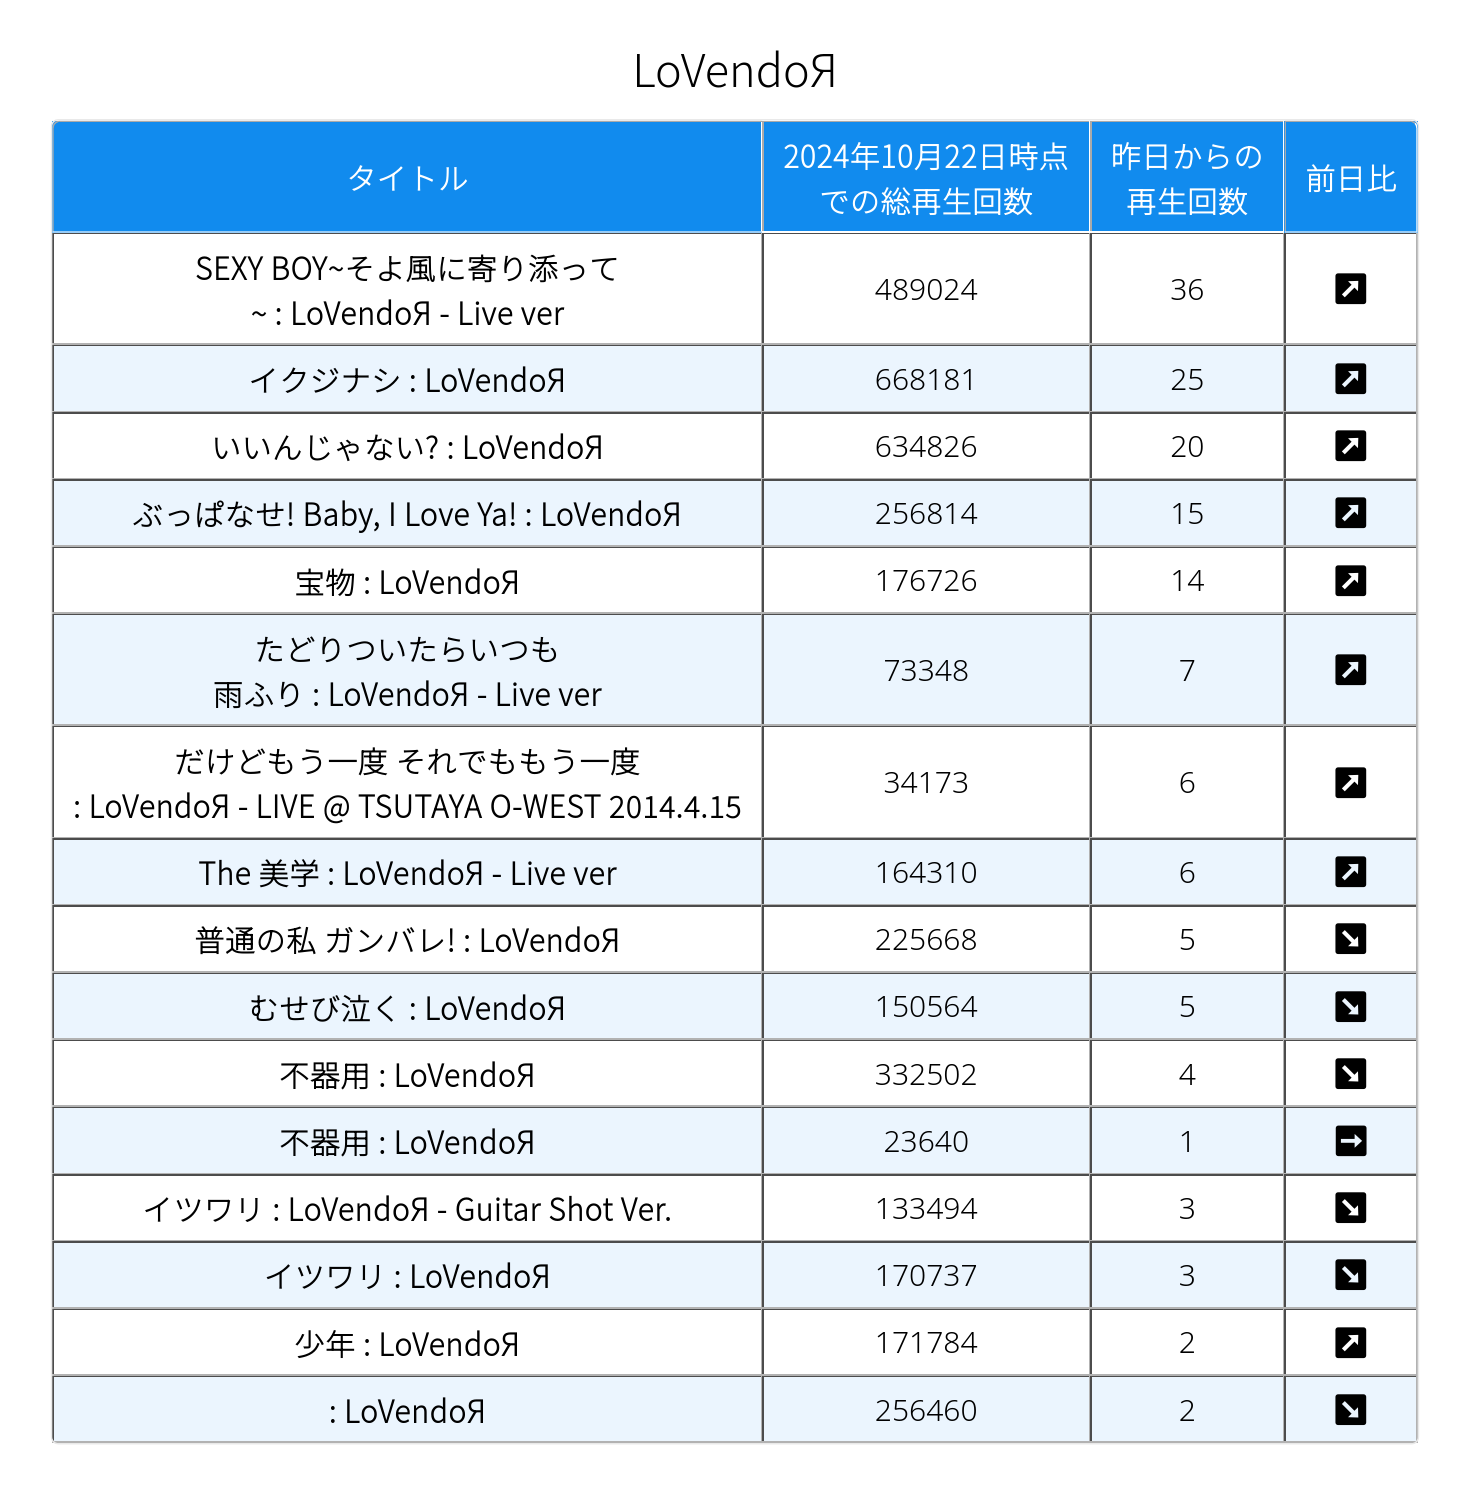 LoVendoЯ
タイトル
2024年10月22日時点
での総再生回数
昨日からの
再生回数
前日比
SEXY BOY~そよ風に寄り添って
~ : LoVendoЯ - Live ver
489024
36
イクジナシ : LoVendoЯ
668181
25
いいんじゃない? : LoVendoЯ
634826
20
ぶっぱなせ! Baby, I Love Ya! : LoVendoЯ
256814
15
宝物 : LoVendoЯ
176726
14
たどりついたらいつも
雨ふり : LoVendoЯ - Live ver
73348
7
だけどもう一度 それでももう一度
: LoVendoЯ - LIVE @ TSUTAYA O-WEST 2014.4.15
34173
6
The 美学 : LoVendoЯ - Live ver
164310
6
普通の私 ガンバレ! : LoVendoЯ
225668
5
むせび泣く : LoVendoЯ
150564
5
不器用 : LoVendoЯ
332502
4
不器用 : LoVendoЯ
23640
1
イツワリ : LoVendoЯ - Guitar Shot Ver.
133494
3
イツワリ : LoVendoЯ
170737
3
少年 : LoVendoЯ
171784
2
: LoVendoЯ
256460
2